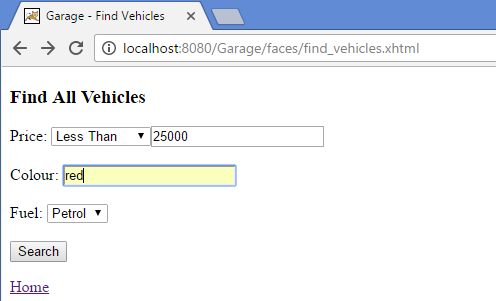 Garage - Find Vehicles
localhost:8080/Garage/faces/find_vehicles.xhtml
Find All Vehicles
Price: Less Than 25000
Colour: red
Fuel: Petrol
Search
Home